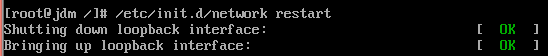 [root@jdm /]# /etc/init.d/network restart
Shutting down loopback interface: [ OK ]
Bringing up loopback interface: [ OK ]